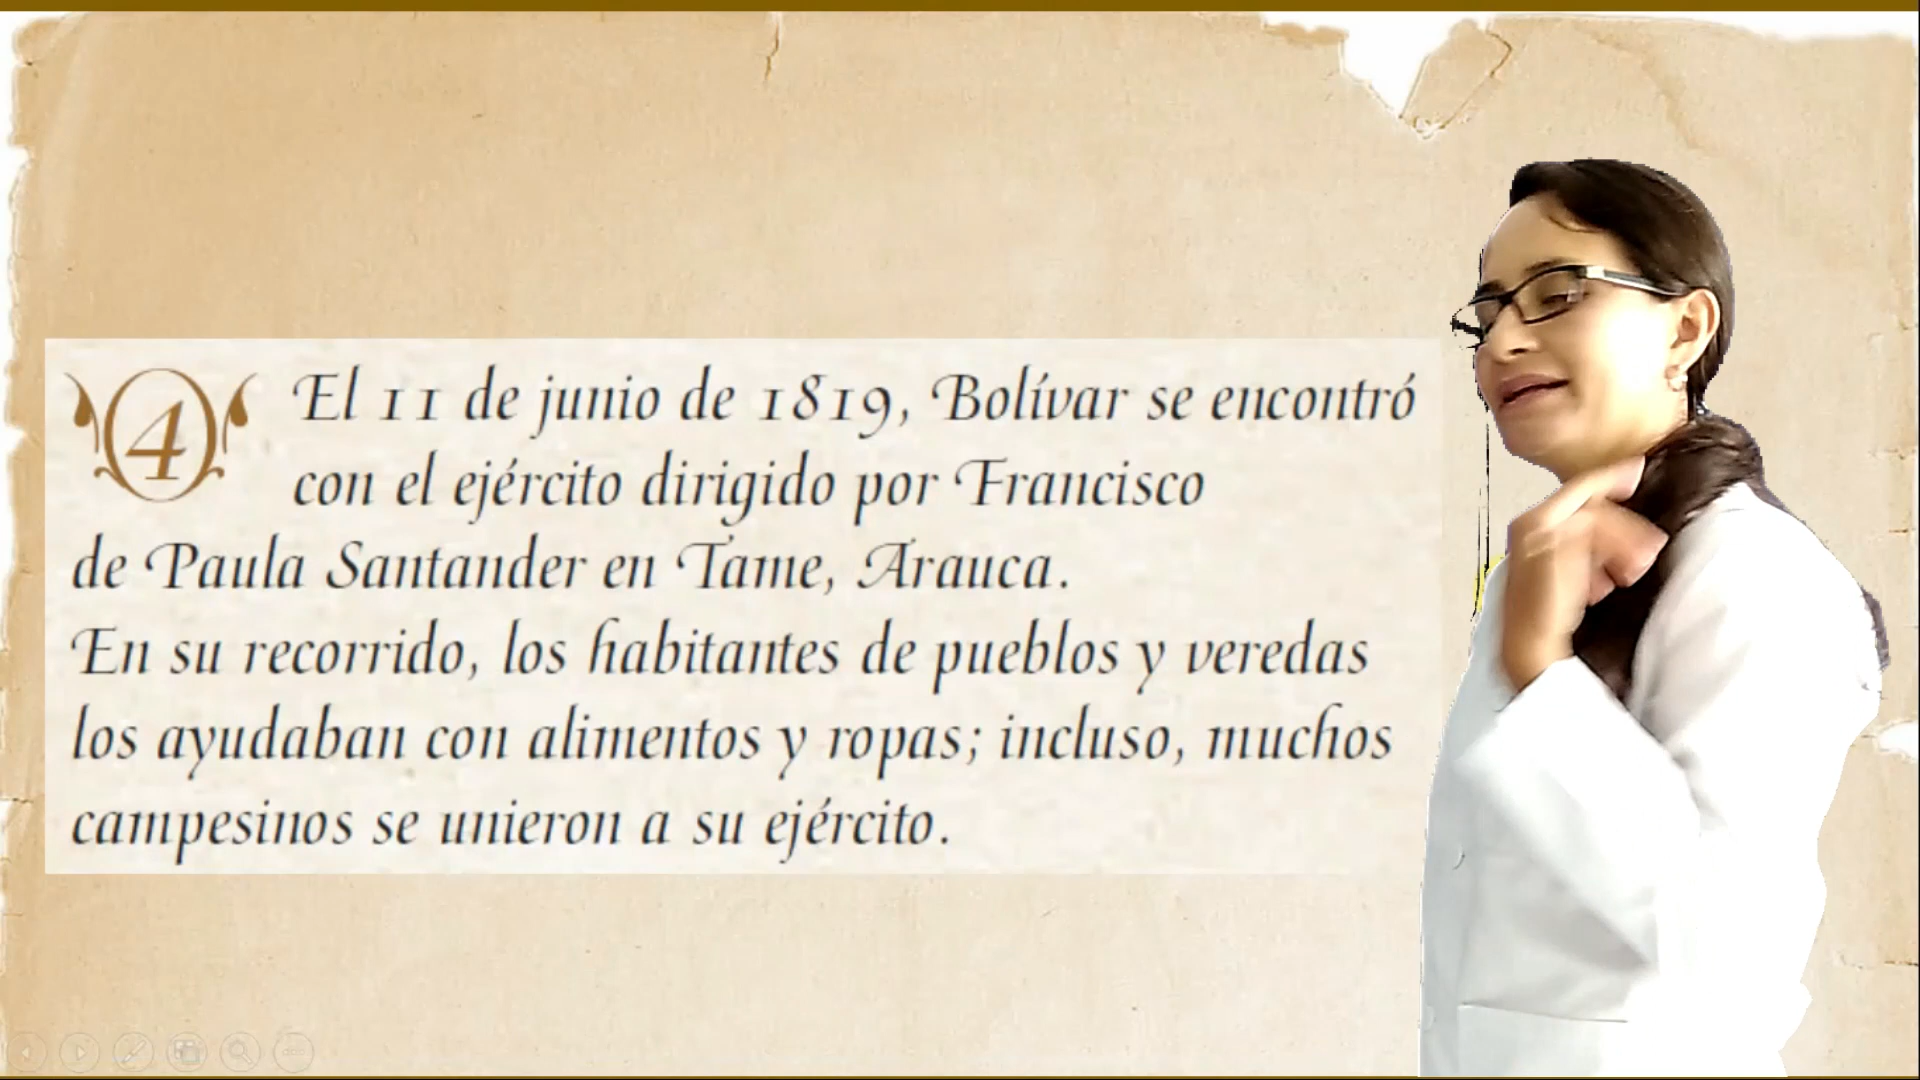 4
El 11 de junio de 1819, Bolívar se encontró
con el ejército dirigido por Francisco
de Paula Santander en Tame, Arauca.
En su recorrido, los habitantes de pueblos y veredas
los ayudaban con alimentos y ropas; incluso, muchos
campesinos se unieron a su ejército.